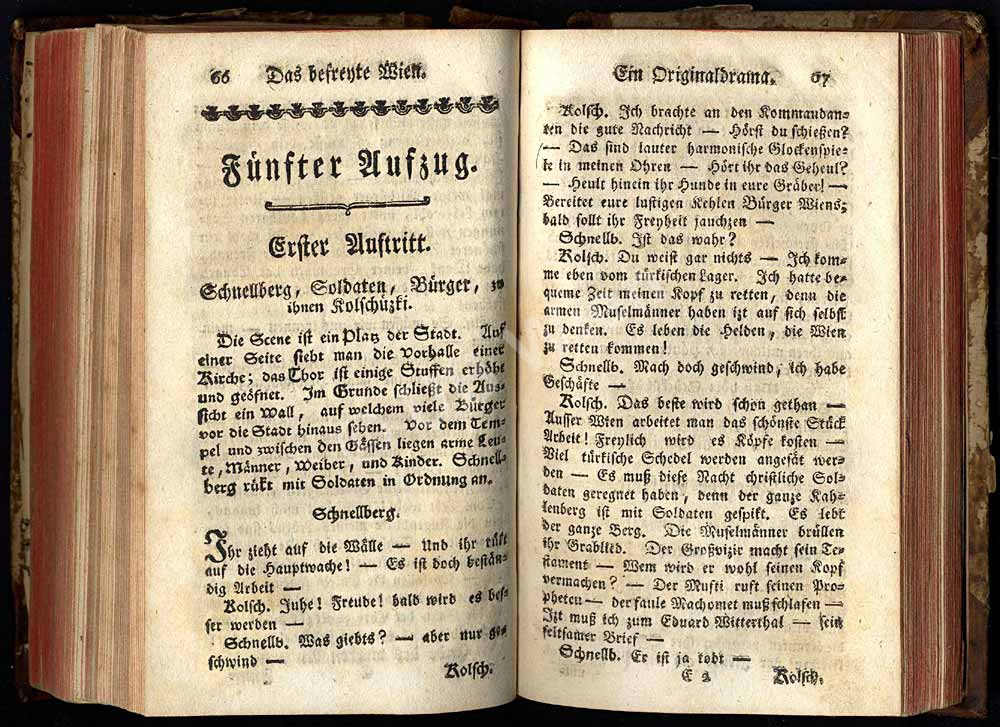 66 Das befreyte Wien.
Fünfter Aufzug.
Erster Auftritt.
Schnellberg, Soldaten, Bürger, zu
ihnen Kolschüzki.
Die Scene ist ein Platz der Stadt. Auf
einer Seite sieht man die Vorhalle einer
Kirche; das Thor ist einige Stuffen erhöht
und geöfnet. Im Grunde schließt die Aus-
sicht ein Wall, auf welchem viele Bürger
vor die Stadt hinaus sehen. Vor dem Tem-
pel und zwischen den Gässen liegen arme Leu-
te, Männer, Weiber, und Kinder. Schnell-
berg rükt mit Soldaten in Ordnung an.
Schnellberg.
Ihr zieht auf die Wälle — Und ihr rükt
auf die Hauptwache! — Es ist doch bestän-
dig Arbeit —
Kolsch. Juhe! Freude! bald wird es bes-
ser werden —
Schnellb. Was giebts? — aber nur ge-
schwind —
Kolsch.
Ein Originaldrama. 67
Kolsch. Ich brachte an den Kommandan-
ten die gute Nachricht — Hörst du schießen?
— Das sind lauter harmonische Glockenspie-
le in meinen Ohren — Hört ihr das Geheul?
— Heult hinein ihr Hunde in eure Gräber! —
Bereitet eure lustigen Kehlen Bürger Wiens;
bald sollt ihr Freyheit jauchzen —
Schnellb. Ist das wahr?
Kolsch. Du weist gar nichts — Ich kom-
me eben vom türkischen Lager. Ich hatte be-
queme Zeit meinen Kopf zu retten, denn die
armen Muselmänner haben izt auf sich selbst
zu denken. Es leben die Helden, die Wien
zu retten kommen!
Schnellb. Mach doch geschwind, ich habe
Geschäfte —
Kolsch. Das beste wird schon gethan —
Ausser Wien arbeitet man das schönste Stück
Arbeit! Freylich wird es Köpfe kosten —
Viel türkische Schedel werden angesät wer-
den — Es muß diese Nacht christliche Sol-
daten geregnet haben, denn der ganze Kah-
lenberg ist mit Soldaten gespikt. Es lebt
der ganze Berg. Die Muselmänner brüllen
ihr Grablied. Der Großvizir macht sein Te-
stament — Wem wird er wohl seinen Kopf
vermachen? — Der Mufti ruft seinen Pro-
pheten — der faule Machomet muß schlafen —
Izt muß ich zum Eduard Witterthal — sein
seltsamer Brief —
Schnellb. Er ist ja todt —
E 2 Kolsch.